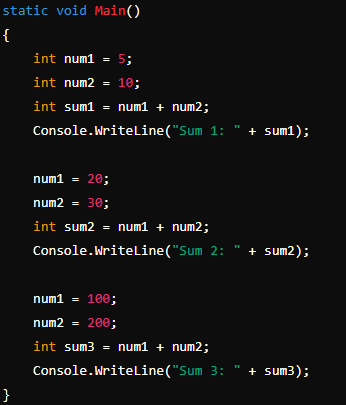 static void Main()
{
    int num1 = 5;
    int num2 = 10;
    int sum1 = num1 + num2;
    Console.WriteLine("Sum 1: " + sum1);

    num1 = 20;
    num2 = 30;
    int sum2 = num1 + num2;
    Console.WriteLine("Sum 2: " + sum2);

    num1 = 100;
    num2 = 200;
    int sum3 = num1 + num2;
    Console.WriteLine("Sum 3: " + sum3);
}